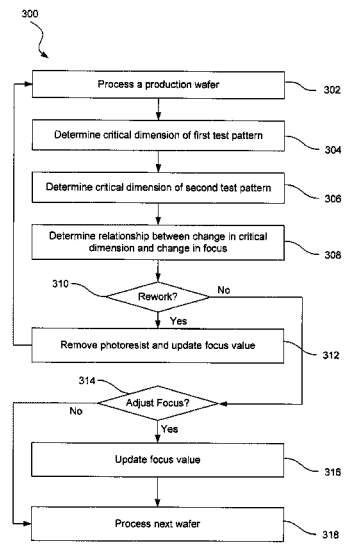 300
Process a production wafer
302
Determine critical dimension of first test pattern
304
Determine critical dimension of second test pattern
306
Determine relationship between change in critical
dimension and change in focus
308
310
Rework?
No
Yes
Remove photoresist and update focus value
312
314
Adjust Focus?
No
Yes
Update focus value
316
Process next wafer
318